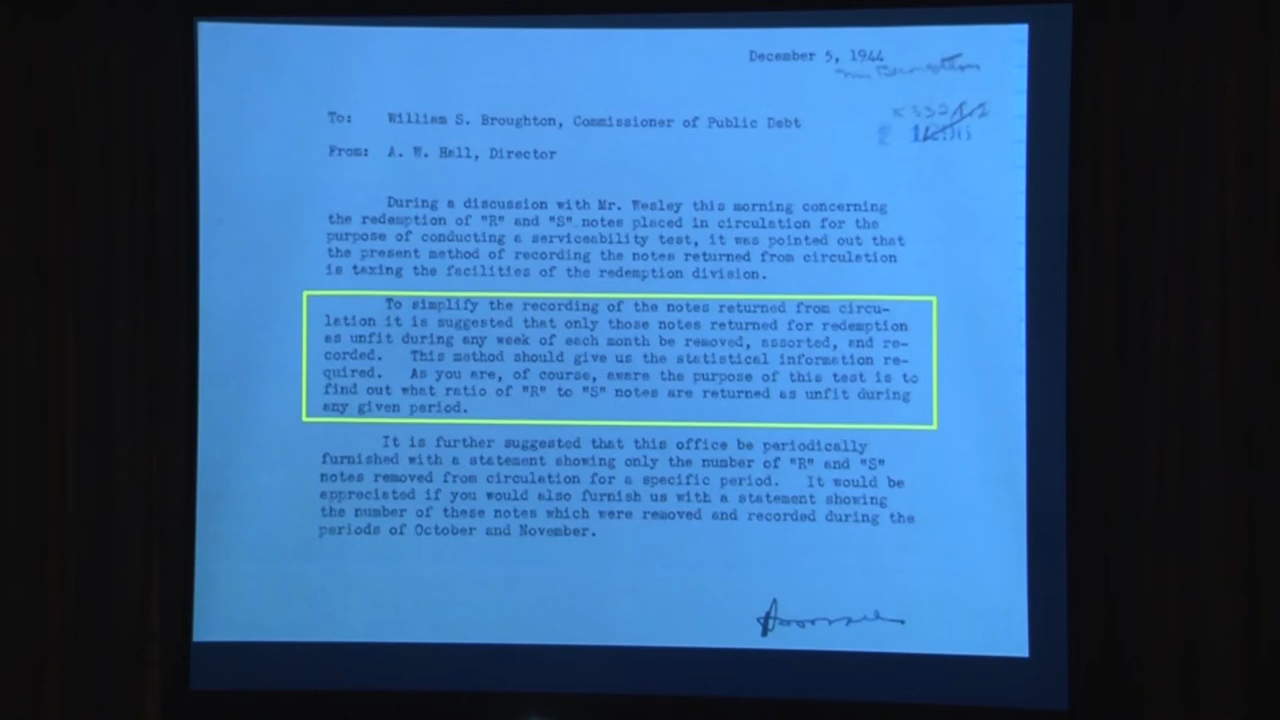 December 5, 1944
To: William S. Broughton, Commissioner of Public Debt
From: A. W. Hall, Director
During a discussion with Mr. Wesley this morning concerning
the redemption of "R" and "S" notes placed in circulation for the
purpose of conducting a serviceability test, it was pointed out that
the present method of recording the notes returned from circulation
is taxing the facilities of the redemption division.
To simplify the recording of the notes returned from circu-
lation it is suggested that only those notes returned for redemption
as unfit during any week of each month be removed, assorted, and re-
corded. This method should give us the statistical information re-
quired. As you are, of course, aware the purpose of this test is to
find out what ratio of "R" to "S" notes are returned as unfit during
any given period.
It is further suggested that this office be periodically
furnished with a statement showing only the number of "R" and "S"
notes removed from circulation for a specific period. It would be
appreciated if you would also furnish us with a statement showing
the number of these notes which were removed and recorded during the
periods of October and November.